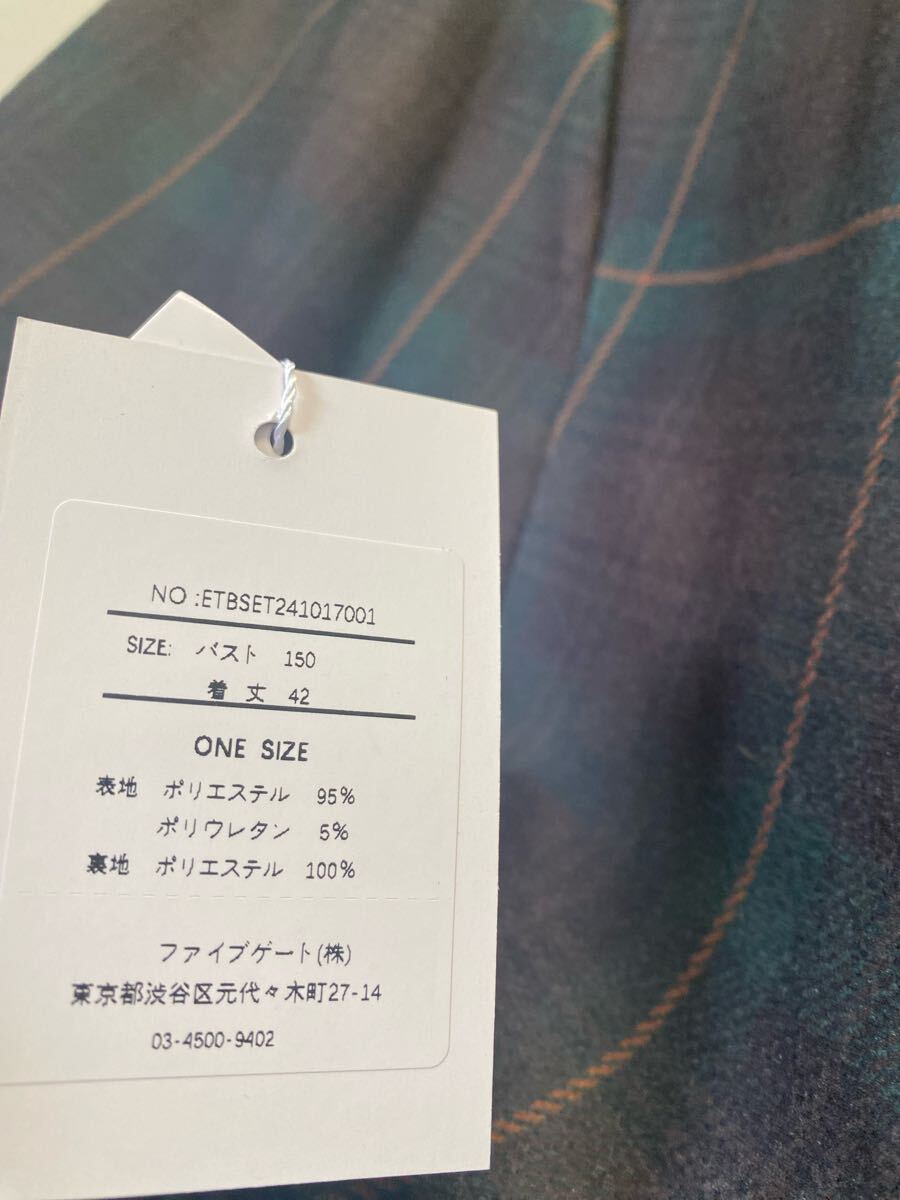 NO :ETBSET241017001
SIZE: バスト 150
着 丈 42
ONE SIZE
表地 ポリエステル 95%
ポリウレタン 5%
裏地 ポリエステル 100%
ファイブゲート(株)
東京都渋谷区元代々木町27-14
03-4500-9402